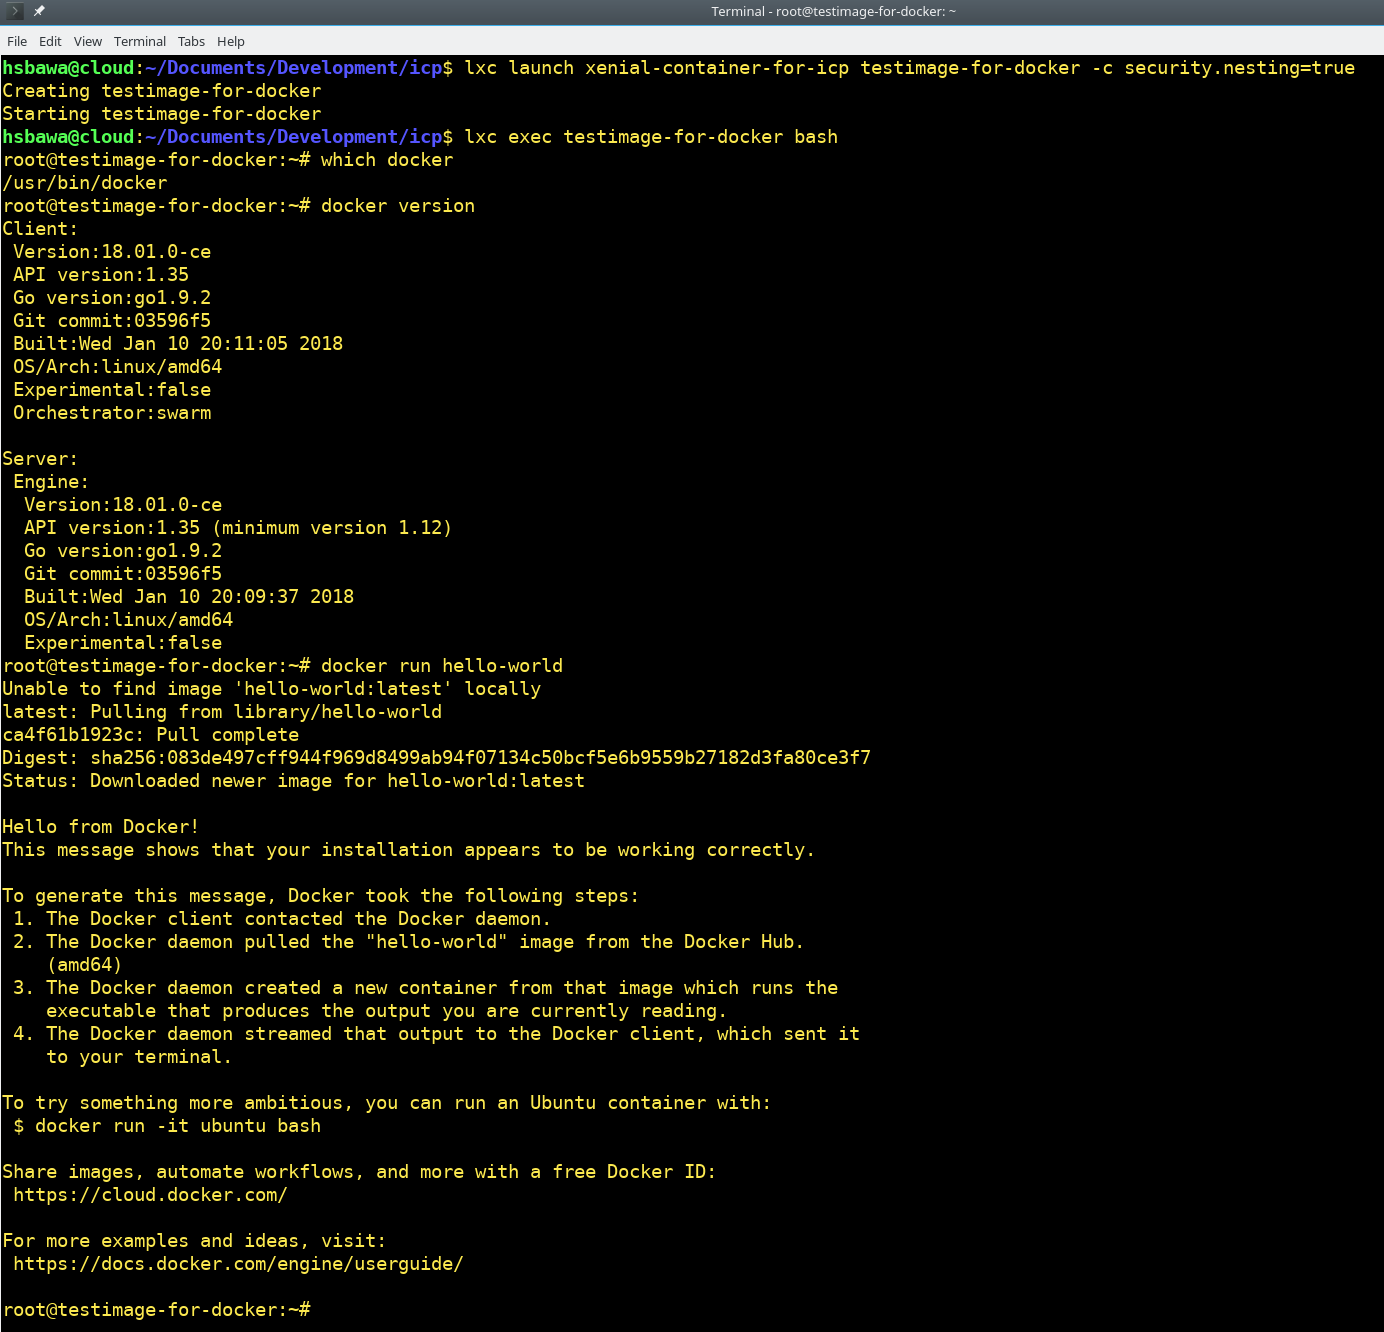 Terminal - root@testimage-for-docker: ~
File Edit View Terminal Tabs Help
hsbawa@cloud:~/Documents/Development/icp$ lxc launch xenial-container-for-icp testimage-for-docker -c security.nesting=true
Creating testimage-for-docker
Starting testimage-for-docker
hsbawa@cloud:~/Documents/Development/icp$ lxc exec testimage-for-docker bash
root@testimage-for-docker:~# which docker
/usr/bin/docker
root@testimage-for-docker:~# docker version
Client:
 Version:18.01.0-ce
 API version:1.35
 Go version:go1.9.2
 Git commit:03596f5
 Built:Wed Jan 10 20:11:05 2018
 OS/Arch:linux/amd64
 Experimental:false
 Orchestrator:swarm

Server:
 Engine:
  Version:18.01.0-ce
  API version:1.35 (minimum version 1.12)
  Go version:go1.9.2
  Git commit:03596f5
  Built:Wed Jan 10 20:09:37 2018
  OS/Arch:linux/amd64
  Experimental:false
root@testimage-for-docker:~# docker run hello-world
Unable to find image 'hello-world:latest' locally
latest: Pulling from library/hello-world
ca4f61b1923c: Pull complete
Digest: sha256:083de497cff944f969d8499ab94f07134c50bcf5e6b9559b27182d3fa80ce3f7
Status: Downloaded newer image for hello-world:latest

Hello from Docker!
This message shows that your installation appears to be working correctly.

To generate this message, Docker took the following steps:
 1. The Docker client contacted the Docker daemon.
 2. The Docker daemon pulled the "hello-world" image from the Docker Hub.
    (amd64)
 3. The Docker daemon created a new container from that image which runs the
    executable that produces the output you are currently reading.
 4. The Docker daemon streamed that output to the Docker client, which sent it
    to your terminal.

To try something more ambitious, you can run an Ubuntu container with:
 $ docker run -it ubuntu bash

Share images, automate workflows, and more with a free Docker ID:
 https://cloud.docker.com/

For more examples and ideas, visit:
 https://docs.docker.com/engine/userguide/

root@testimage-for-docker:~#